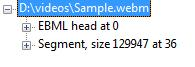 D:\videos\Sample.webm
EBML head at 0
Segment, size 129947 at 36